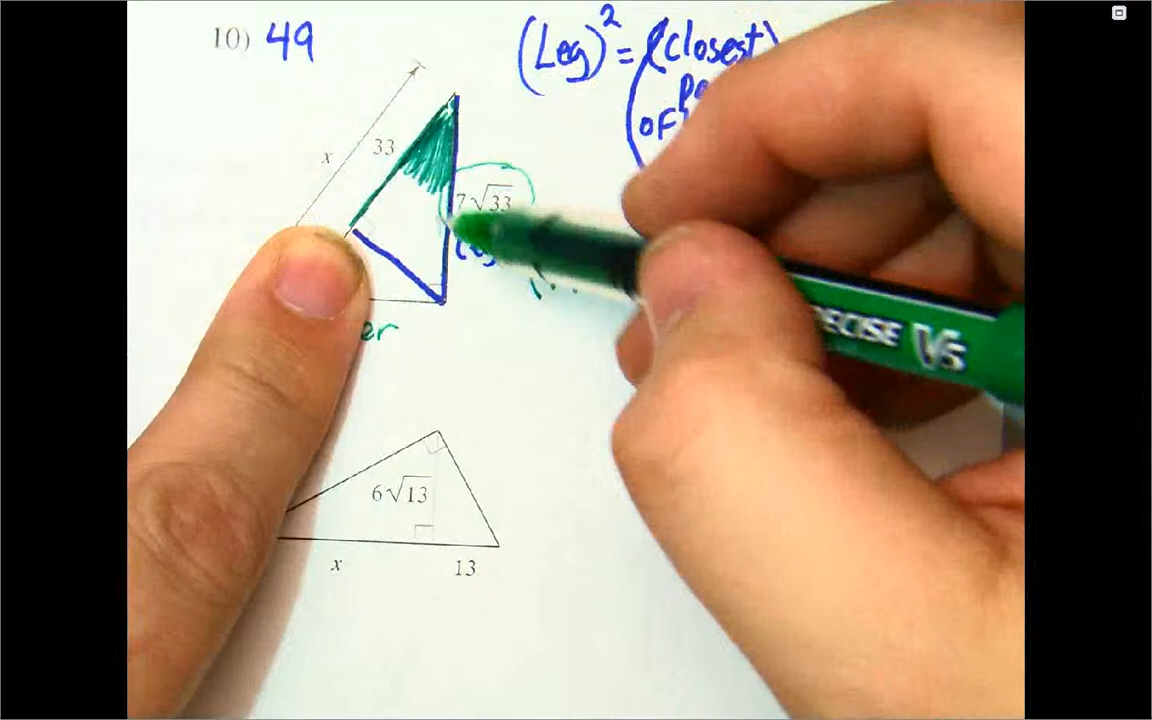 10) 49
(Leg)² = (Closest)
of
x
33
7√33
er
6√13
x
13
PRECISE V5